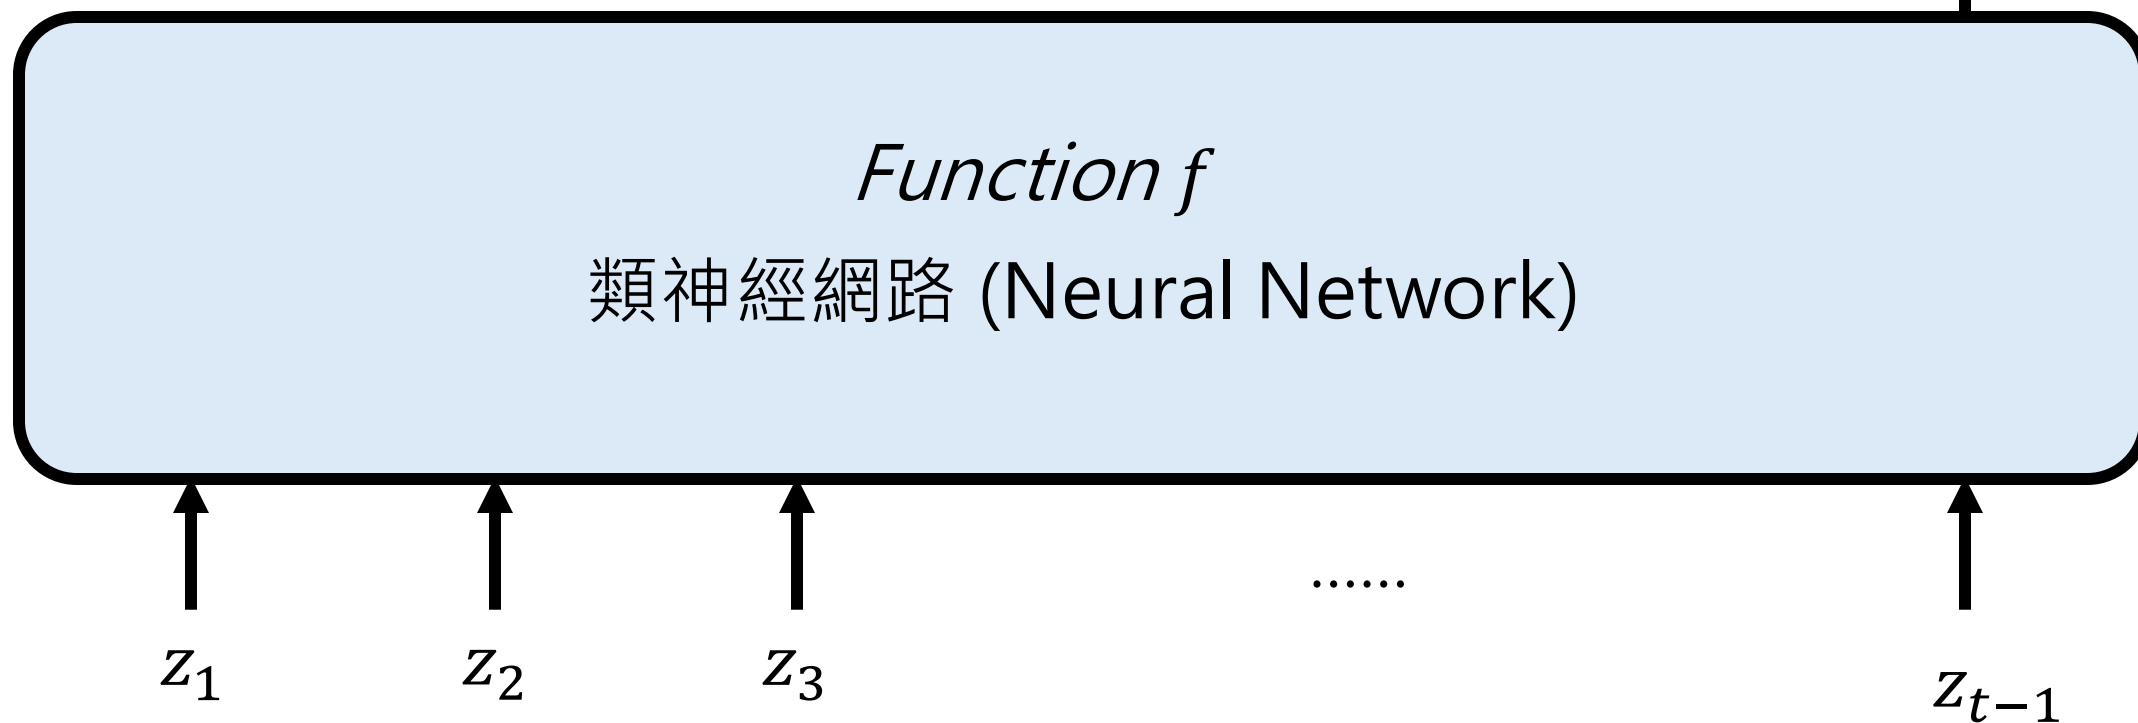 Function f
類神經網路 (Neural Network)
......
z₁ z₂ z₃ zₜ₋₁